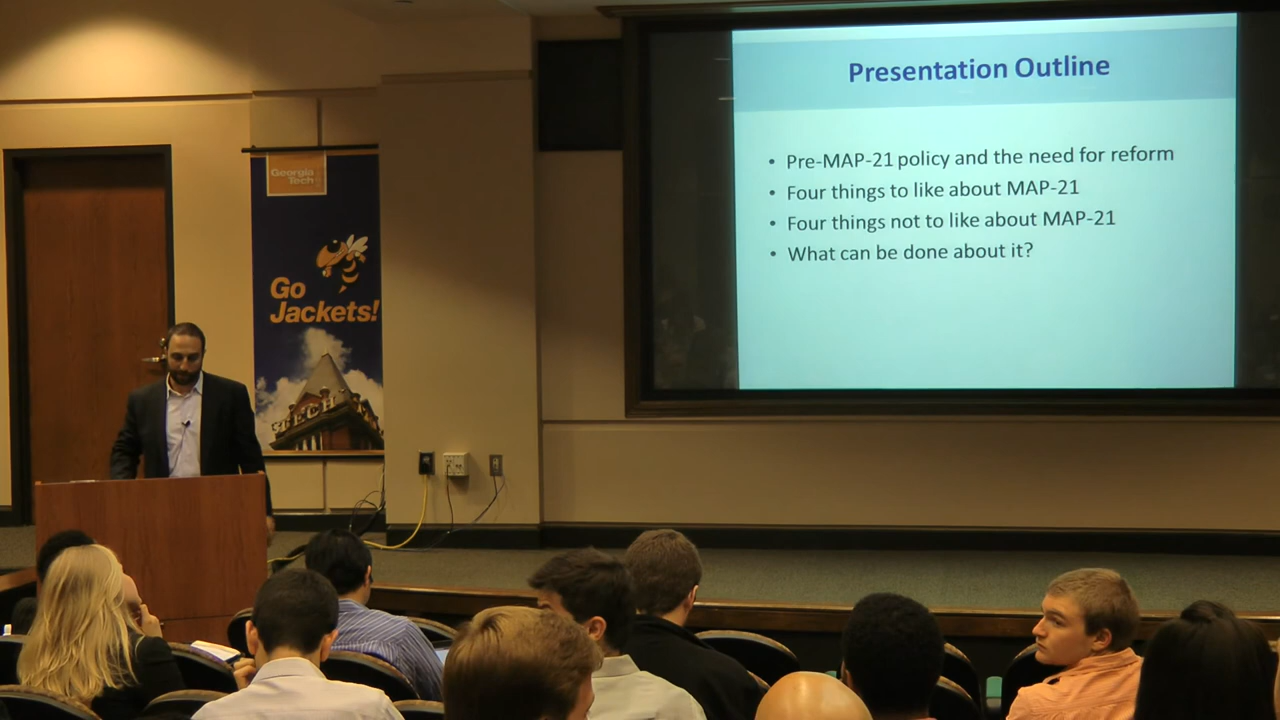 Presentation Outline
• Pre-MAP-21 policy and the need for reform
• Four things to like about MAP-21
• Four things not to like about MAP-21
• What can be done about it?
Georgia
Tech
Go
Jackets!
TECH